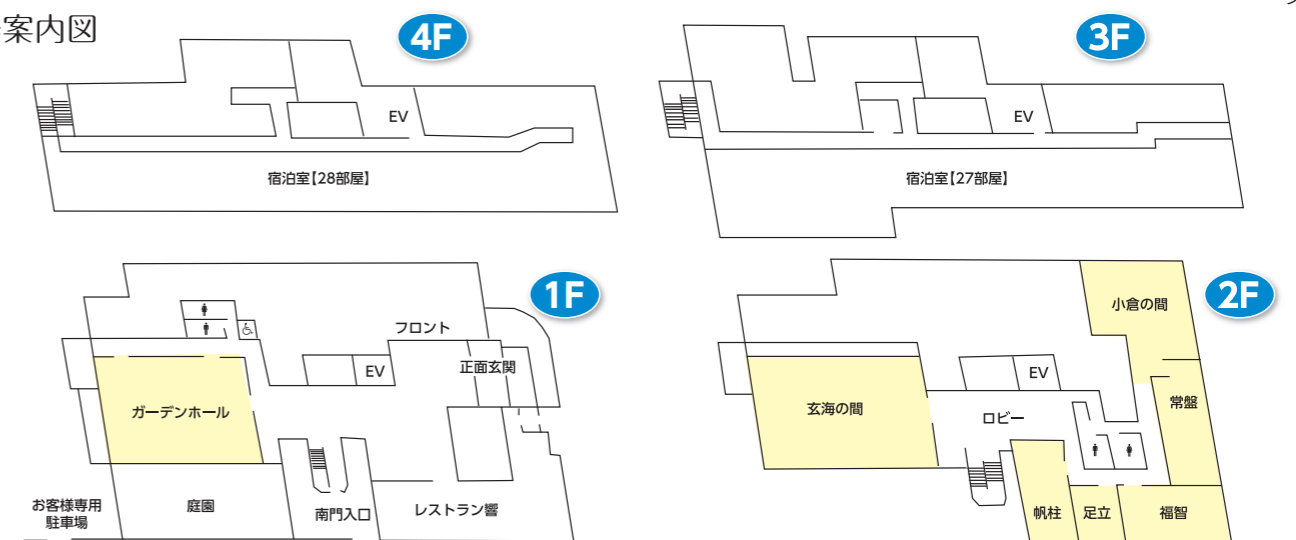 案内図
4F
EV
宿泊室【28部屋】
3F
EV
宿泊室【27部屋】
1F
フロント
正面玄関
EV
ガーデンホール
お客様専用
駐車場
庭園
南門入口
レストラン響
2F
小倉の間
EV
玄海の間
ロビー
常盤
帆柱
足立
福智